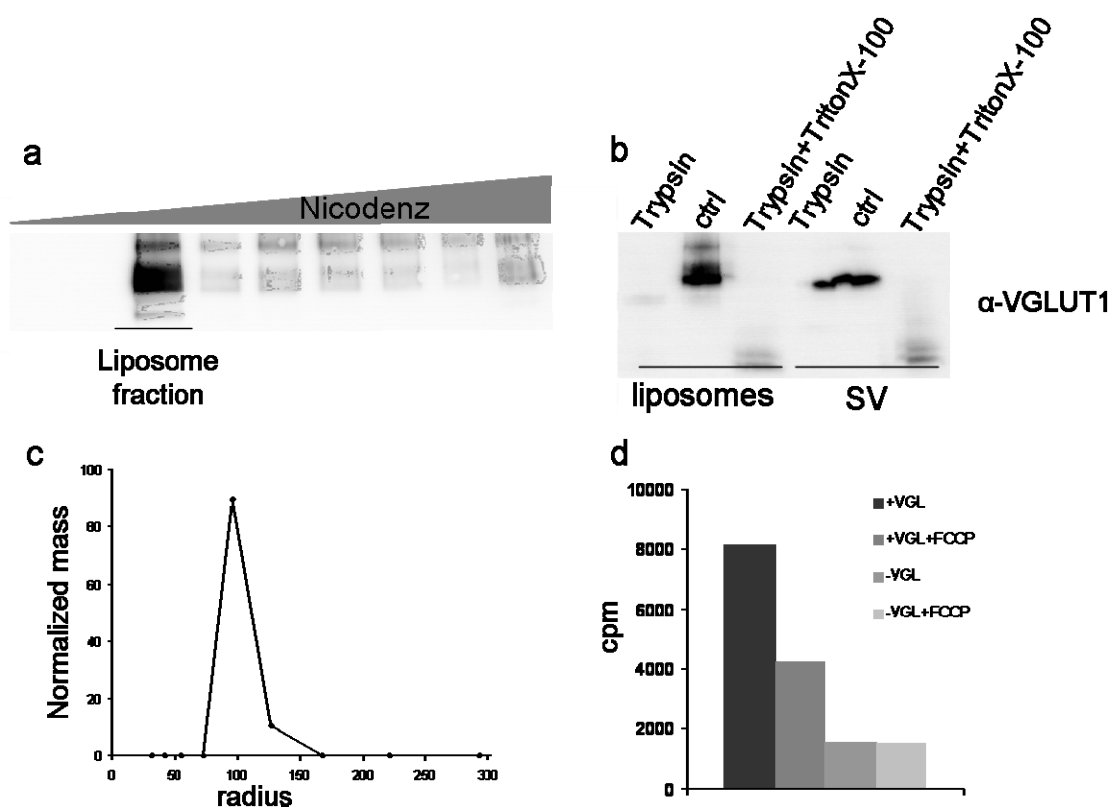 a
Nicodenz
Liposome
fraction
b
Trypsin
ctrl
Trypsin+TritonX-100
Trypsin
ctrl
Trypsin+TritonX-100
α-VGLUT1
liposomes
SV
c
Normalized mass
100
80
60
40
20
0
0
50
100
150
200
250
300
radius
d
cpm
10000
8000
6000
4000
2000
0
+VGL
+VGL+FCCP
-VGL
-VGL+FCCP